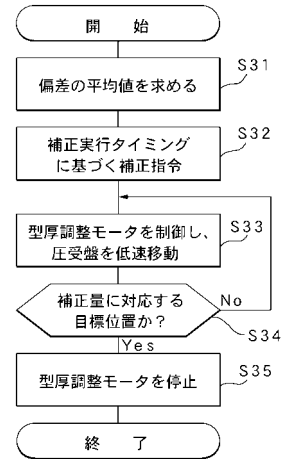 開 始
偏差の平均値を求める
S31
補正実行タイミング
に基づく補正指令
S32
型厚調整モータを制御し、
圧受盤を低速移動
S33
補正量に対応する
目標位置か？
No
S34
Yes
型厚調整モータを停止
S35
終 了